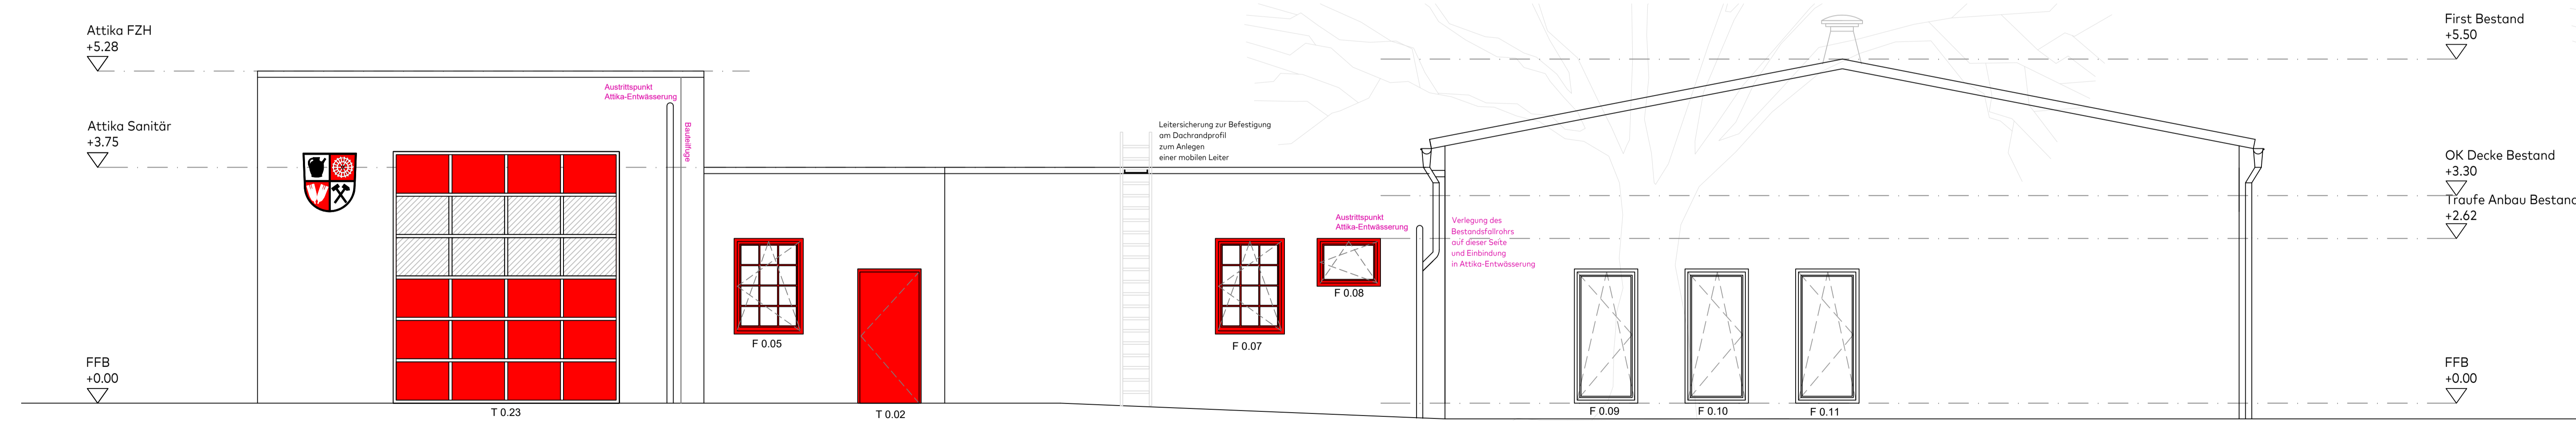 Attika FZH
+5.28
Attika Sanitär
+3.75
FFB
+0.00
Austrittspunkt
Attika-Entwässerung
Bauteilfuge
T 0.23
F 0.05
T 0.02
Leitersicherung zur Befestigung
am Dachrandprofil
zum Anlegen
einer mobilen Leiter
F 0.07
Austrittspunkt
Attika-Entwässerung
F 0.08
Verlegung des
Bestandsfallrohrs
auf dieser Seite
und Einbindung
in Attika-Entwässerung
F 0.09
F 0.10
F 0.11
First Bestand
+5.50
OK Decke Bestand
+3.30
Traufe Anbau Bestand
+2.62
FFB
+0.00